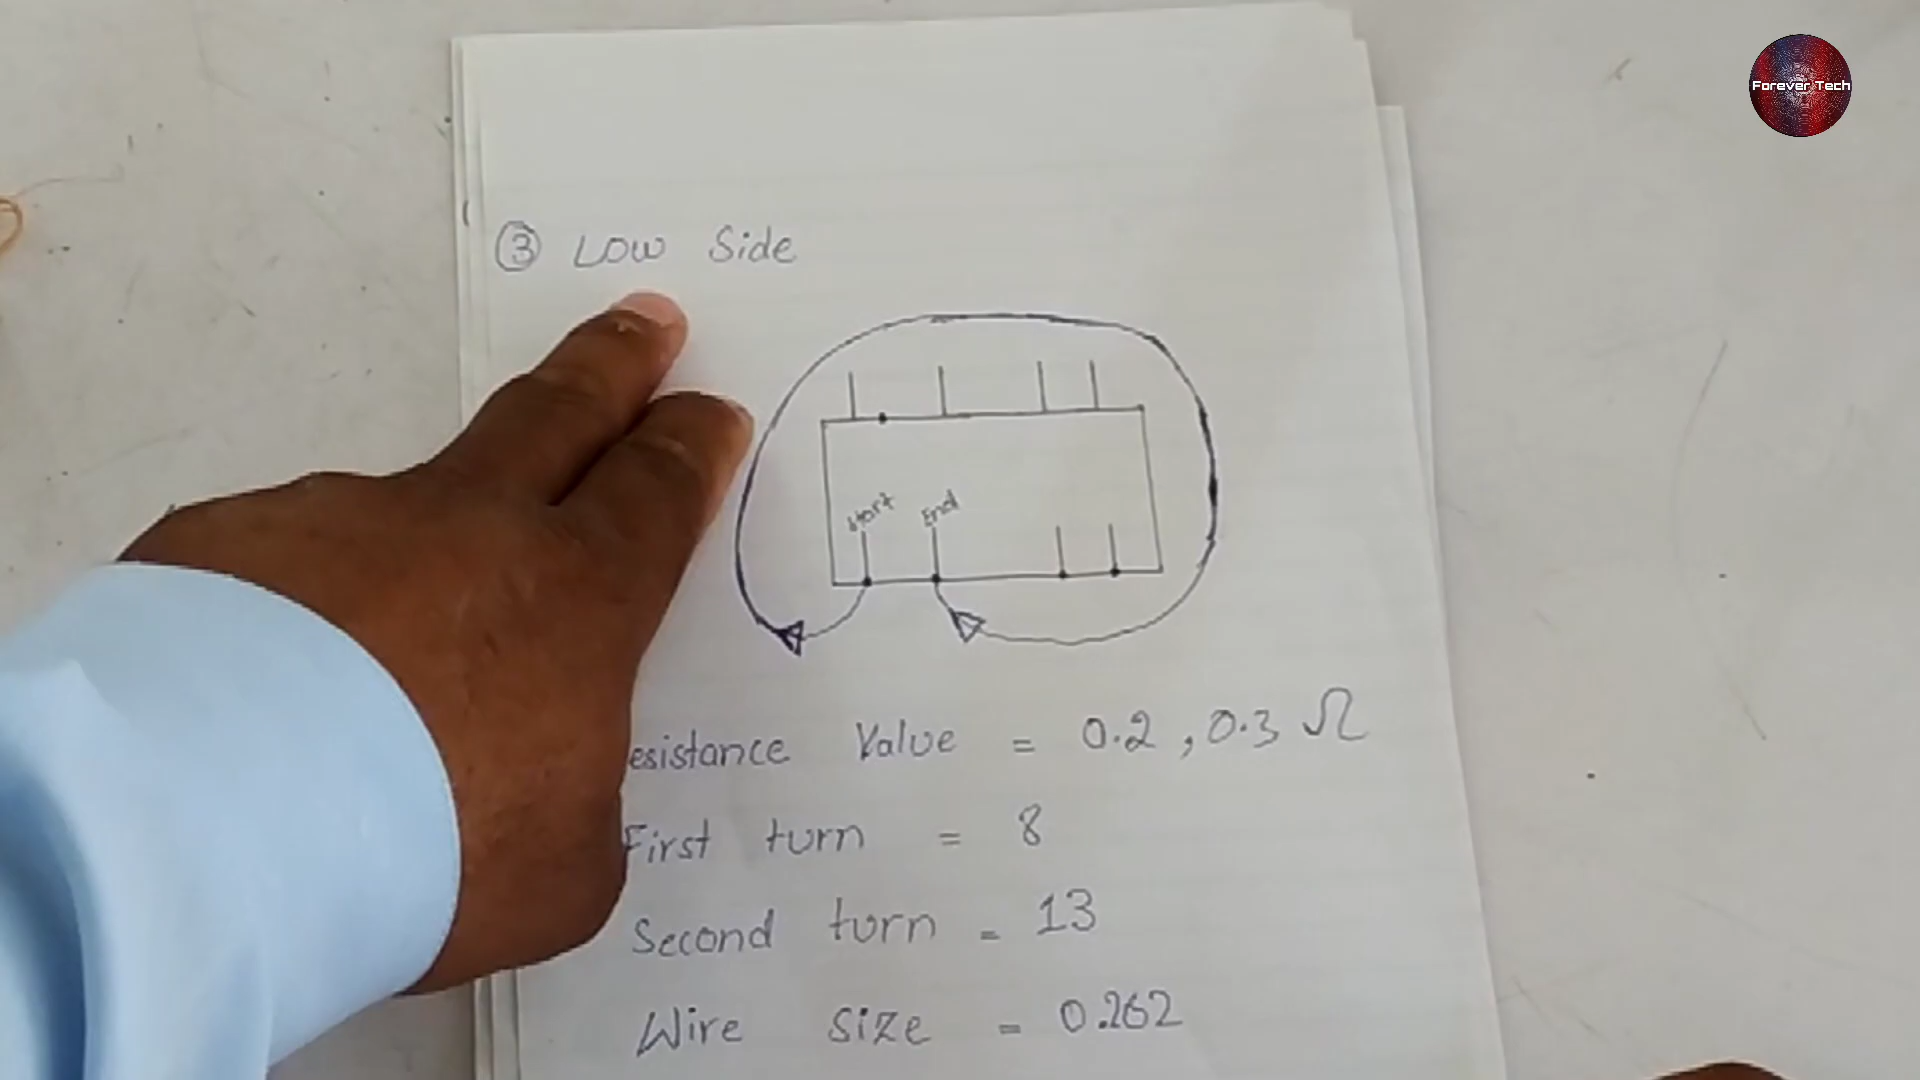 Forever Tech
③ Low Side
Start End
esistance Value = 0.2, 0.3 Ω
First turn = 8
Second turn = 13
Wire size = 0.262